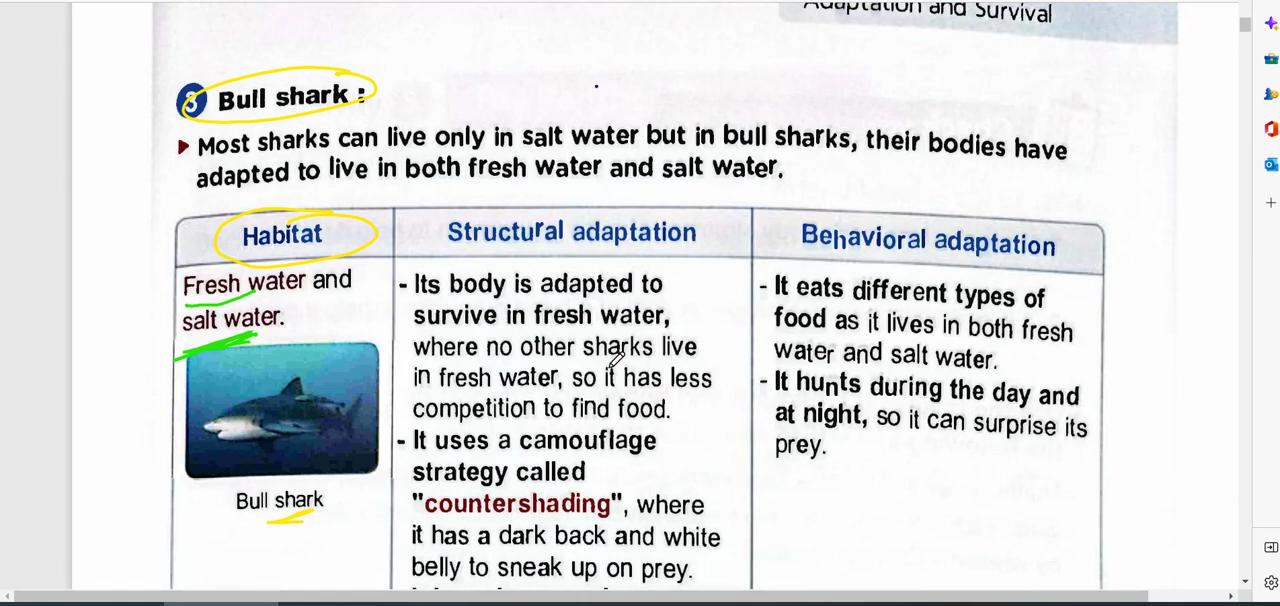 Adaptation and Survival
3 Bull shark :
Most sharks can live only in salt water but in bull sharks, their bodies have
adapted to live in both fresh water and salt water.
Habitat
Fresh water and
salt water.
Bull shark
Structural adaptation
- Its body is adapted to
survive in fresh water,
where no other sharks live
in fresh water, so it has less
competition to find food.
- It uses a camouflage
strategy called
"countershading", where
it has a dark back and white
belly to sneak up on prey.
Behavioral adaptation
- It eats different types of
food as it lives in both fresh
water and salt water.
- It hunts during the day and
at night, so it can surprise its
prey.